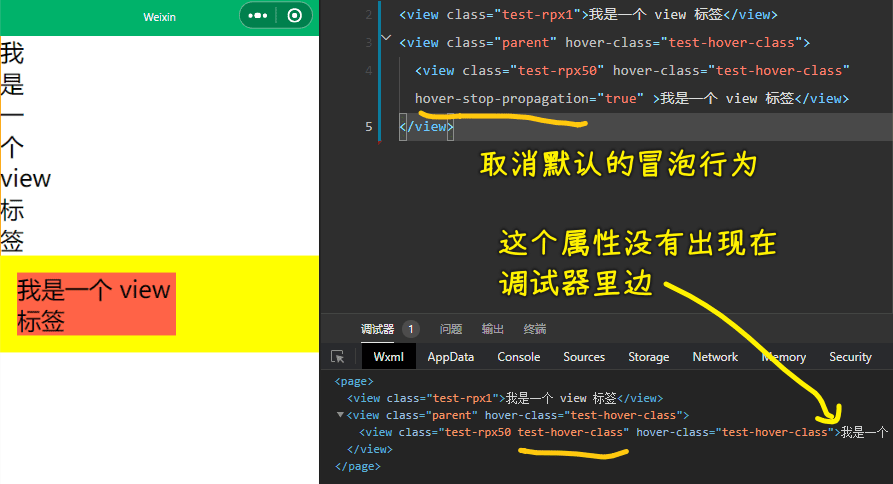 Weixin
我
是
一
个
view
标
签
我是一个 view
标签
2 <view class="test-rpx1">我是一个 view 标签</view>
3 <view class="parent" hover-class="test-hover-class">
4 <view class="test-rpx50" hover-class="test-hover-class"
hover-stop-propagation="true" >我是一个 view 标签</view>
5 </view>
取消默认的冒泡行为
这个属性没有出现在
调试器里边
调试器 1 问题 输出 终端
Wxml AppData Console Sources Storage Network Memory Security
<page>
<view class="test-rpx1">我是一个 view 标签</view>
<view class="parent" hover-class="test-hover-class">
<view class="test-rpx50 test-hover-class" hover-class="test-hover-class">我是一个
</view>
</page>